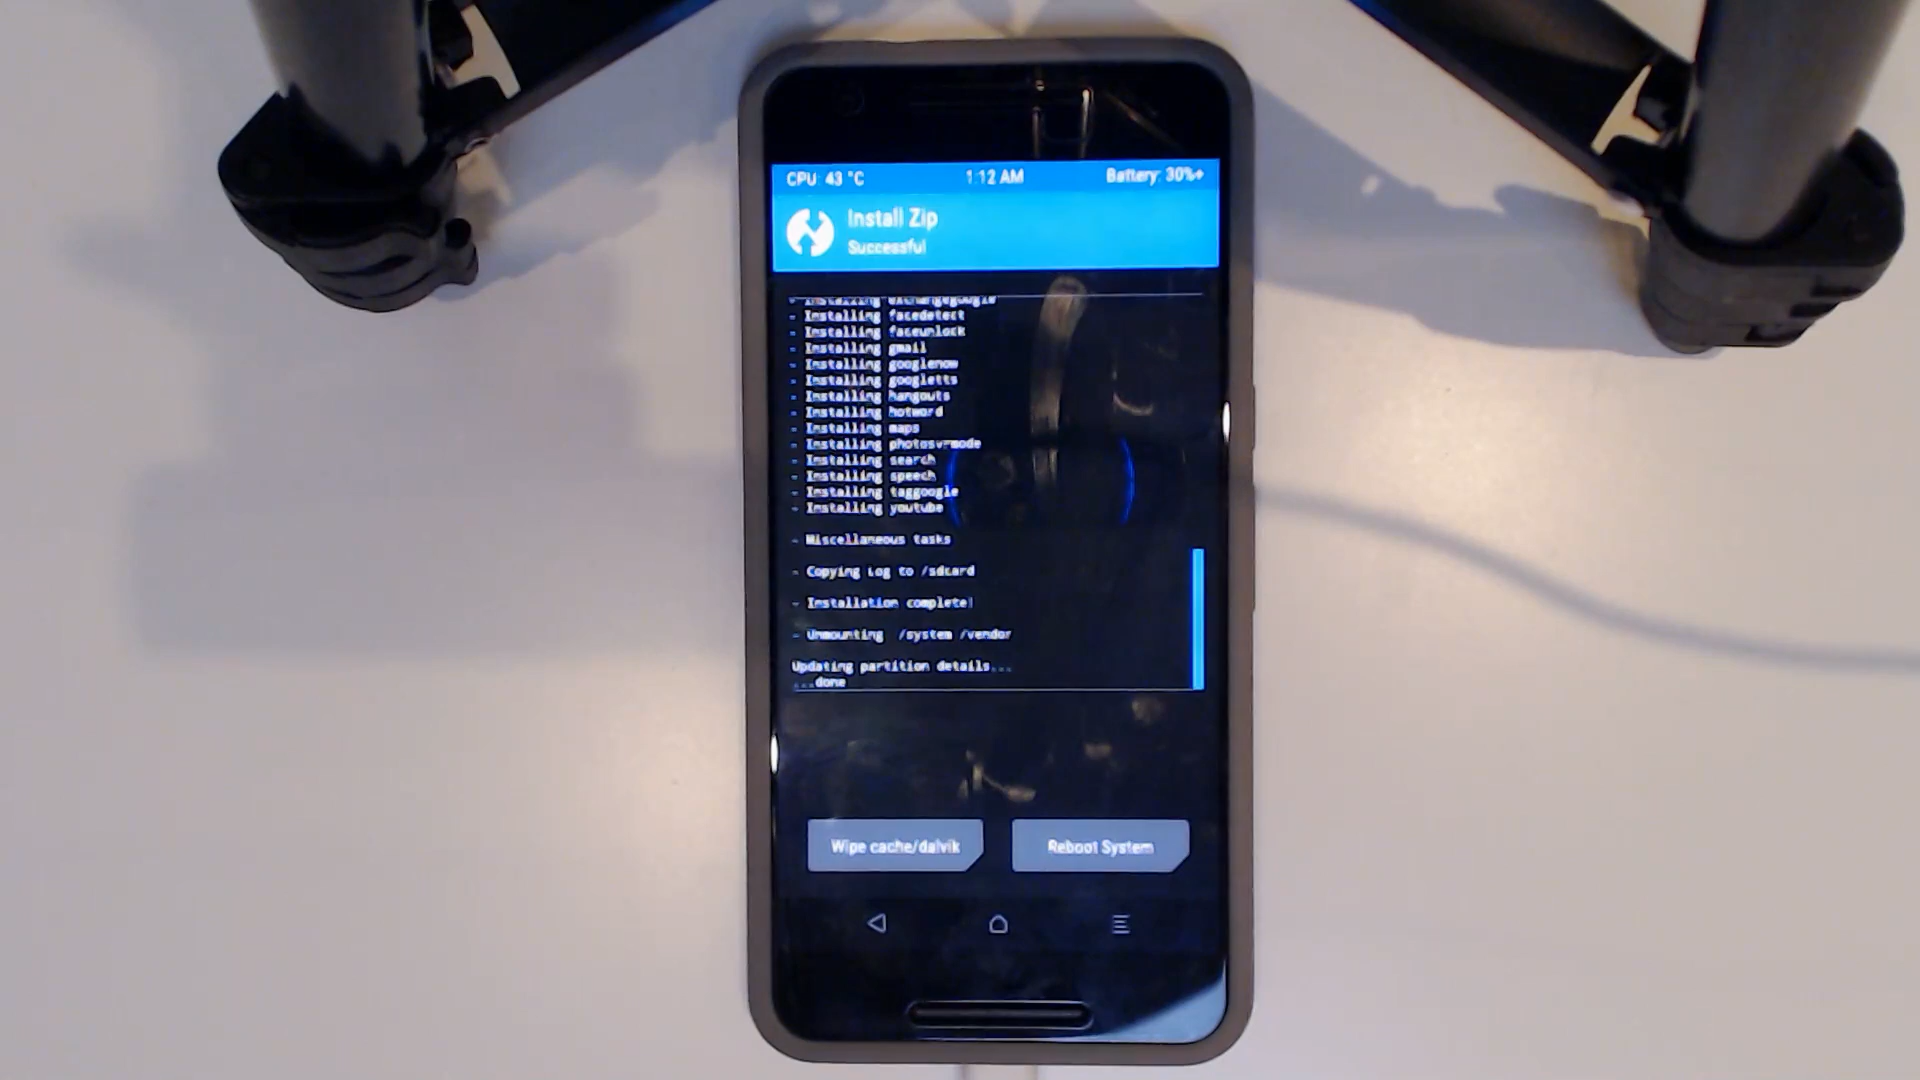 CPU: 43 °C 1:12 AM Battery: 30%+
Install Zip
Successful
- Installing exchangegoogle
- Installing facedetect
- Installing faceunlock
- Installing gmail
- Installing googlenow
- Installing googletts
- Installing hangouts
- Installing hotword
- Installing maps
- Installing photosvrmode
- Installing search
- Installing speech
- Installing taggoogle
- Installing youtube
- Miscellaneous tasks
- Copying Log to /sdcard
- Installation complete!
- Unmounting /system /vendor
Updating partition details...
...done
Wipe cache/dalvik Reboot System